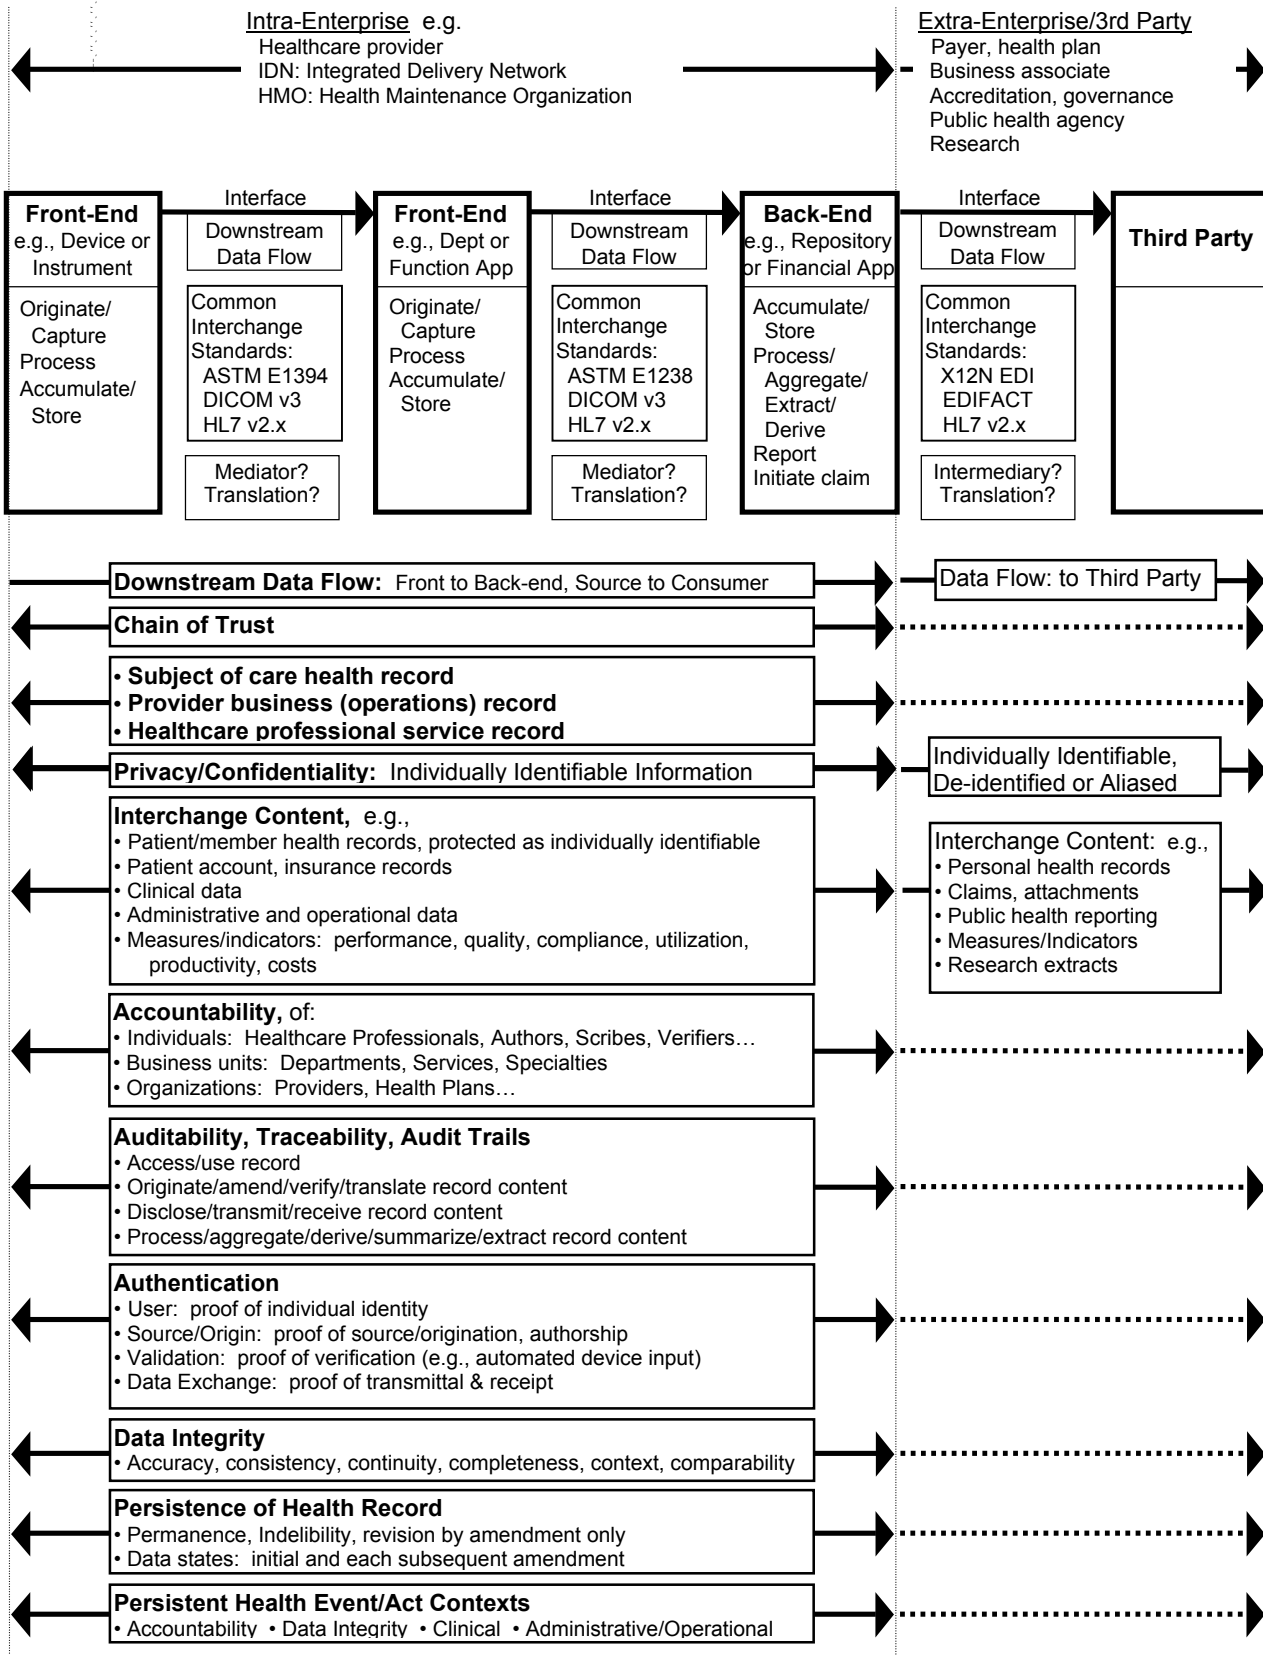 Intra-Enterprise e.g.
Healthcare provider
IDN: Integrated Delivery Network
HMO: Health Maintenance Organization
Extra-Enterprise/3rd Party
Payer, health plan
Business associate
Accreditation, governance
Public health agency
Research
Front-End
e.g., Device or
Instrument
Originate/
Capture
Process
Accumulate/
Store
Interface
Downstream
Data Flow
Common
Interchange
Standards:
ASTM E1394
DICOM v3
HL7 v2.x
Mediator?
Translation?
Front-End
e.g., Dept or
Function App
Originate/
Capture
Process
Accumulate/
Store
Interface
Downstream
Data Flow
Common
Interchange
Standards:
ASTM E1238
DICOM v3
HL7 v2.x
Mediator?
Translation?
Back-End
e.g., Repository
or Financial App
Accumulate/
Store
Process/
Aggregate/
Extract/
Derive
Report
Initiate claim
Interface
Downstream
Data Flow
Common
Interchange
Standards:
X12N EDI
EDIFACT
HL7 v2.x
Intermediary?
Translation?
Third Party
Downstream Data Flow: Front to Back-end, Source to Consumer
Data Flow: to Third Party
Chain of Trust
• Subject of care health record
• Provider business (operations) record
• Healthcare professional service record
Privacy/Confidentiality: Individually Identifiable Information
Individually Identifiable,
De-identified or Aliased
Interchange Content, e.g.,
• Patient/member health records, protected as individually identifiable
• Patient account, insurance records
• Clinical data
• Administrative and operational data
• Measures/indicators: performance, quality, compliance, utilization,
productivity, costs
Interchange Content: e.g.,
• Personal health records
• Claims, attachments
• Public health reporting
• Measures/Indicators
• Research extracts
Accountability, of:
• Individuals: Healthcare Professionals, Authors, Scribes, Verifiers…
• Business units: Departments, Services, Specialties
• Organizations: Providers, Health Plans…
Auditability, Traceability, Audit Trails
• Access/use record
• Originate/amend/verify/translate record content
• Disclose/transmit/receive record content
• Process/aggregate/derive/summarize/extract record content
Authentication
• User: proof of individual identity
• Source/Origin: proof of source/origination, authorship
• Validation: proof of verification (e.g., automated device input)
• Data Exchange: proof of transmittal & receipt
Data Integrity
• Accuracy, consistency, continuity, completeness, context, comparability
Persistence of Health Record
• Permanence, Indelibility, revision by amendment only
• Data states: initial and each subsequent amendment
Persistent Health Event/Act Contexts
• Accountability • Data Integrity • Clinical • Administrative/Operational